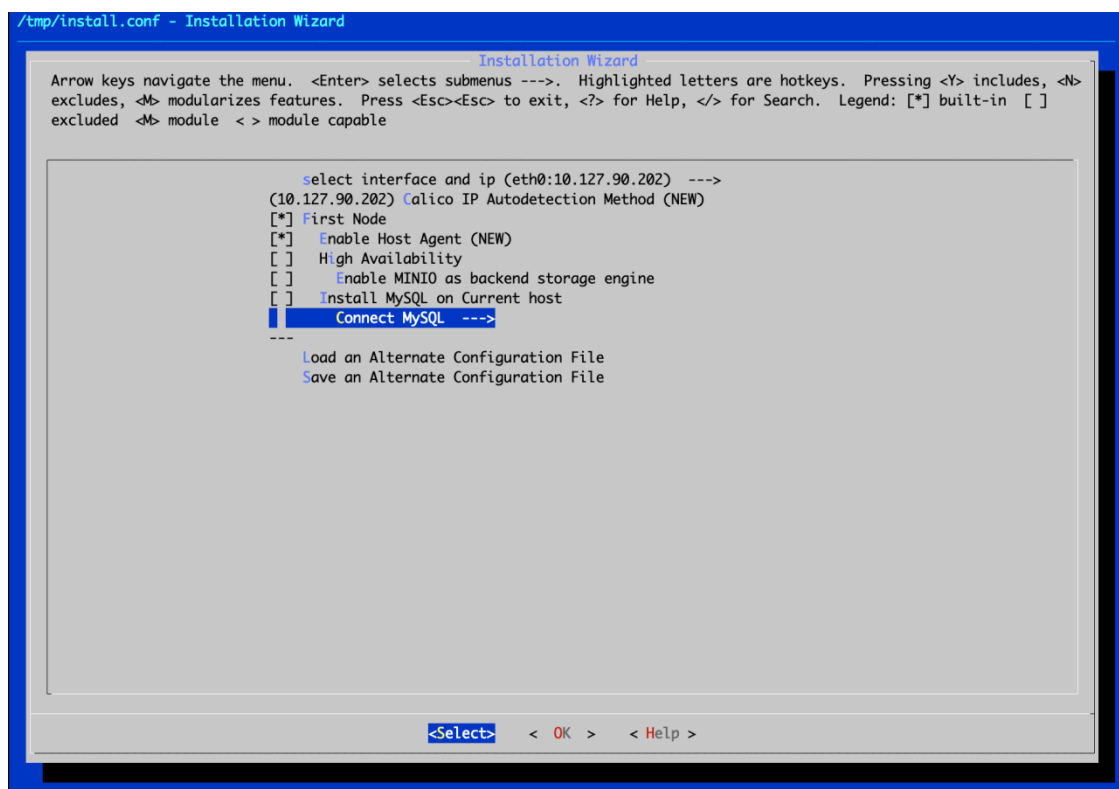 /tmp/install.conf - Installation Wizard
Installation Wizard
Arrow keys navigate the menu.  <Enter> selects submenus --->.  Highlighted letters are hotkeys.  Pressing <Y> includes, <N>
excludes, <M> modularizes features.  Press <Esc><Esc> to exit, <?> for Help, </> for Search.  Legend: [*] built-in  [ ]
excluded  <M> module  < > module capable
select interface and ip (eth0:10.127.90.202)  --->
(10.127.90.202) Calico IP Autodetection Method (NEW)
[*] First Node
[*]   Enable Host Agent (NEW)
[ ]   High Availability
[ ]     Enable MINIO as backend storage engine
[ ]   Install MySQL on Current host
Connect MySQL  --->
---
Load an Alternate Configuration File
Save an Alternate Configuration File
<Select>    <  OK  >    < Help >